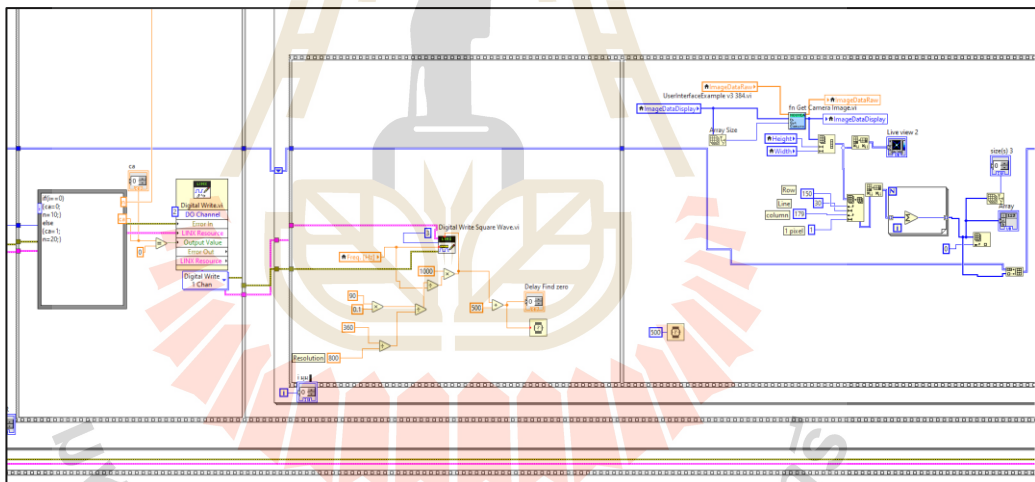 ca
0
if(i==0)
{ca=0;
n=10;}
else
{ca=1;
n=20;}
0
Digital Write.vi
DO Channel
Error In
LINX Resource
Output Value
Error Out
LINX Resource
Digital Write
1 Chan
Digital Write Square Wave.vi
1000
90
0.1
360
Resolution
800
500
Delay Find zero
0
i
0
ImageDataRaw
UserInterfaceExample v3 384.vi
ImageDataDisplay
fn Get Camera Image.vi
ImageDataRaw
ImageDataDisplay
Array Size
Height
Width
Live view 2
Row
150
Line
30
column
179
1 pixel
1
N
i
size(s) 3
0
Array
0
500